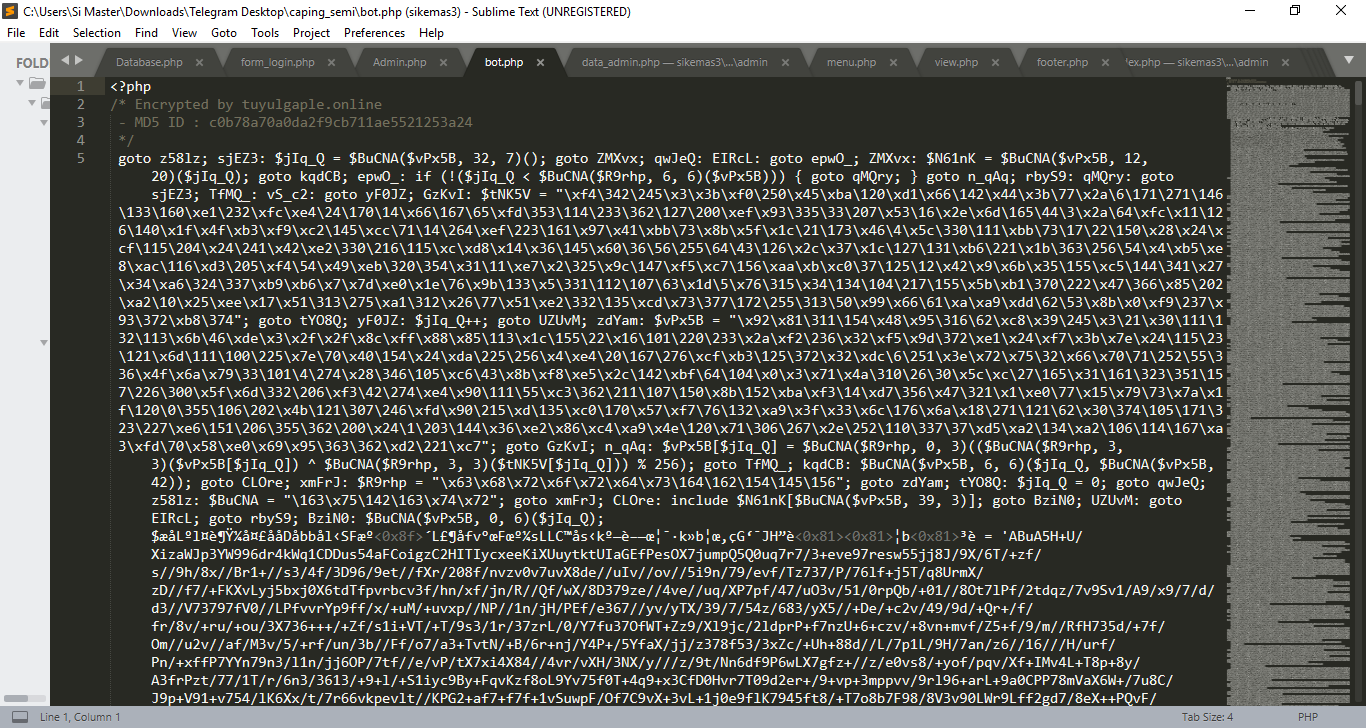 C:\Users\Si Master\Downloads\Telegram Desktop\caping_semi\bot.php (sikemas3) - Sublime Text (UNREGISTERED)
File Edit Selection Find View Goto Tools Project Preferences Help
FOLD
Database.php form_login.php Admin.php bot.php data_admin.php — sikemas3\...\admin menu.php view.php footer.php ex.php — sikemas3\...\admin
1 <?php
2 /* Encrypted by tuyulgaple.online
3 - MD5 ID : c0b78a70a0da2f9cb711ae5521253a24
4 */
5 goto z58lz; sjEZ3: $jIq_Q = $BuCNA($vPx5B, 32, 7)(); goto ZMXvx; qwJeQ: EIRcL: goto epwO_; ZMXvx: $N61nK = $BuCNA($vPx5B, 12,
20)($jIq_Q); goto kqdCB; epwO_: if (!($jIq_Q < $BuCNA($R9rhp, 6, 6)($vPx5B))) { goto qMQry; } goto n_qAq; rbyS9: qMQry: goto
sjEZ3; TfMQ_: vS_c2: goto yF0JZ; GzKvI: $tNK5V = "\xf4\342\245\x3\x3b\xf0\250\x45\xba\120\xd1\x66\142\x44\x3b\77\x2a\6\171\271\146
\133\160\xe1\232\xfc\xe4\24\170\14\x66\167\65\xfd\353\114\233\362\127\200\xef\x93\335\33\207\x53\16\x2e\x6d\165\44\3\x2a\64\xfc\x11\12
6\140\x1f\x4f\xb3\xf9\xc2\145\xcc\71\14\264\xef\223\161\x97\x41\xbb\73\x8b\x5f\x1c\21\173\x46\4\x5c\330\111\xbb\73\17\22\150\x28\x24\x
cf\115\204\x24\241\x42\xe2\330\216\115\xc\xd8\x14\x36\145\x60\36\x56\255\64\43\126\x2c\x37\x1c\127\131\xb6\221\x1b\363\256\54\x4\xb5\xe
8\xac\116\xd3\205\xf4\54\x49\xeb\320\354\x31\11\xe7\x2\325\x9c\147\xf5\xc7\156\xaa\xb\xc0\37\125\12\x42\x9\x6b\x35\155\xc5\144\341\x27
\x34\xa6\324\337\xb9\xb6\x7\x7d\xe0\x1e\76\x9b\133\x5\331\112\107\63\x1d\5\x76\315\x34\134\104\217\155\x5b\xb1\370\222\x47\366\x85\202
\xa2\10\x25\xee\x17\x51\313\275\xa1\312\x26\77\x51\xe2\332\135\xcd\x73\377\172\255\313\50\x99\x66\61\xa\xa9\xdd\62\53\x8b\x0\xf9\237\x
93\372\xb8\374"; goto tYO8Q; yF0JZ: $jIq_Q++; goto UZUvM; zdYam: $vPx5B = "\x92\x81\311\154\x48\x95\316\62\xc8\x39\245\x3\21\x30\111\1
32\113\x6b\46\xde\x3\x2f\x2f\x8c\xff\x88\x85\113\x1c\155\22\x16\101\220\233\x2a\xf2\236\x32\xf5\x9d\372\xe1\x24\xf7\x3b\x7e\x24\115\23
\121\x6d\111\100\225\x7e\70\x40\154\x24\xda\225\256\x4\xe4\20\167\276\xcf\xb3\125\372\x32\xdc\6\251\x3e\x72\x75\32\x66\x70\71\252\55\3
36\x4f\x6a\x79\33\101\4\274\x28\346\105\xc6\43\x8b\xf8\xe5\x2c\142\xbf\64\104\x0\x3\x71\x4a\310\26\30\x5c\xc\27\165\x31\161\323\351\15
7\226\300\x5f\x6d\332\206\xf3\42\274\xe4\x90\111\55\xc3\362\211\107\150\x8b\152\xba\xf3\14\xd7\356\x47\321\x1\xe0\77\x15\x79\73\x7a\x1
f\120\0\355\106\202\x4b\121\307\246\xfd\x90\215\xd\135\xc0\170\x57\xf7\76\132\xa9\x3f\x33\x6c\176\x6a\x18\271\121\62\x30\374\105\171\3
23\227\xe6\151\206\355\362\200\x24\1\203\144\x36\xe2\x86\xc4\xa9\x4e\120\x71\306\267\x2e\252\110\337\37\xd5\xa2\134\xa2\106\114\167\xa
3\xfd\70\x58\xe0\x69\x95\363\362\xd2\221\xc7"; goto GzKvI; n_qAq: $vPx5B[$jIq_Q] = $BuCNA($R9rhp, 0, 3)(($BuCNA($R9rhp, 3,
3)($vPx5B[$jIq_Q]) ^ $BuCNA($R9rhp, 3, 3)($tNK5V[$jIq_Q])) % 256); goto TfMQ_; kqdCB: $BuCNA($vPx5B, 6, 6)($jIq_Q, $BuCNA($vPx5B,
42)); goto CLOre; xmFrJ: $R9rhp = "\x63\x68\x72\x6f\x72\x64\x73\164\162\154\145\156"; goto zdYam; tYO8Q: $jIq_Q = 0; goto qwJeQ;
z58lz: $BuCNA = "\163\x75\142\163\x74\x72"; goto xmFrJ; CLOre: include $N61nK[$BuCNA($vPx5B, 39, 3)]; goto BziN0; UZUvM: goto
EIRcL; goto rbyS9; BziN0: $BuCNA($vPx5B, 0, 6)($jIq_Q);
= 'ABuA5H+U/
XizaWJp3YW996dr4kWq1CDDus54aFCoigzC2HITIycxeeKiXUuytktUIaGEfPesOX7jumpQ5Q0uq7r7/3+eve97resw55jj8J/9X/6T/+zf/
s//9h/8x//Br1+//s3/4f/3D96/9et//fXr/208f/nvzv0v7uvX8de//uIv//ov//5i9n/79/evf/Tz737/P/76lf+j5T/q8UrmX/
zD//f7/+FKXvLyj5bxj0X6tdTfpvrbcv3f/hn/xf/jn/R//Qf/wX/8D379ze//4ve//uq/XP7pf/47/uO3v/51/0rpQb/+01//8Ot7lPf/2tdqz/7v9Sv1/A9/x9/7/d/
d3//V73797fV0//LPfvvrYp9ff/x/+uM/+uvxp//NP//1n/jH/PEf/e367//yv/yTX/39/7/54z/683/yX5//+De/+c2v/49/9d/+Qr+/f/
fr/8v/+ru/+ou/3X736+++/+Zf/s1i+VT/+T/9s3/1r/37zrL/0/Y7fu37OfWT+Zz9/Xl9jc/2ldprP+f7nzU+6+czv/+8vn+mvf/Z5+f/9/m//RfH735d/+7f/
Om//u2v//af/M3v/5/+rf/un/3b//Ff/o7/a3+TvtN/+B/6r+nj/Y4P+/5YfaX/jj/z378f53/3xZc/+Uh+88d//L/7p1L/9H/7an/z6//16///H/urf/
Pn/+xffP7YYn79n3/l1n/jj6OP/7tf//e/vP/tX7xi4X84//4vr/vXH/3NX/y///z/9t/Nn6df9P6wLX7gfz+//z/e0vs8/+yof/pqv/Xf+IMv4L+T8p+8y/
A3frPzt/77/1T/r/6n3/3613/+9+l/+S1iyc9By+FqvKzf8oL9Yv75f0T+4q9+x3CfD0Hvr7T09d2er+/9+vp+3mppvv/9rl96+arL+9a0CPP78mVaX6W+/7u8C/
J9p+V91+v754/lK6Xx/t/7r66vkpevlt//KPG2+af7+f7f+1vSuwpF/Of7C9vX+3vL+1j0e9flK7945ft8/+T7o8b7F98/8V3v90LWr9Lff2gd7/8eX++PQvF/
Line 1, Column 1 Tab Size: 4 PHP